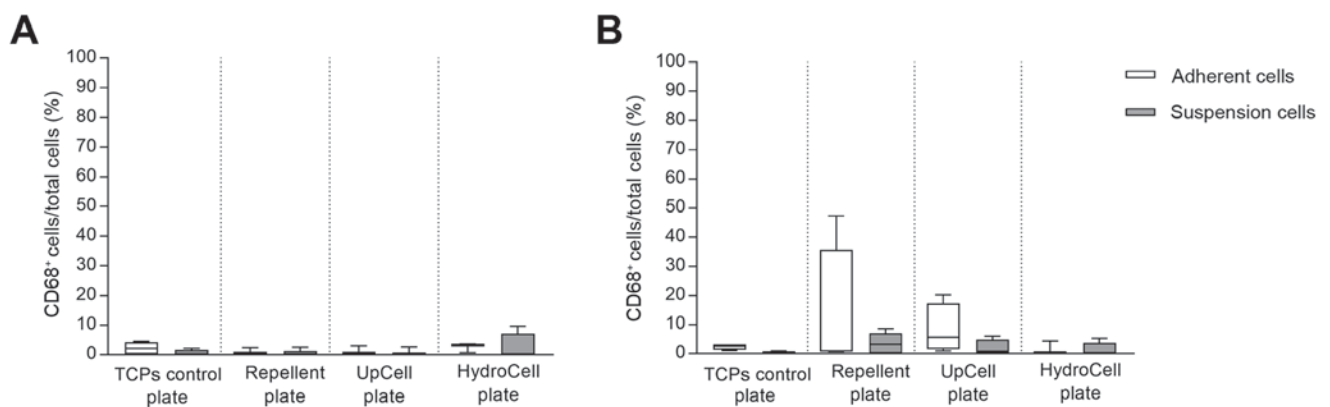 A
CD68⁺ cells/total cells (%)
100
90
80
70
60
50
40
30
20
10
0
TCPs control
plate
Repellent
plate
UpCell
plate
HydroCell
plate
B
CD68⁺ cells/total cells (%)
100
90
80
70
60
50
40
30
20
10
0
TCPs control
plate
Repellent
plate
UpCell
plate
HydroCell
plate
Adherent cells
Suspension cells